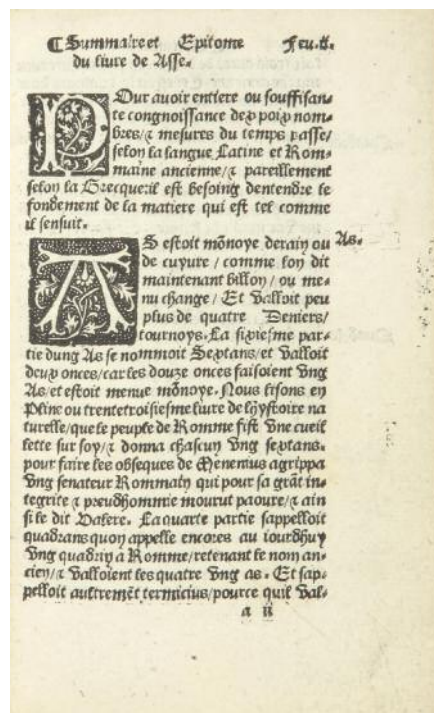 ¶ Summaire et Epitome Feu. ii.
du liure de Asse.
POur auoir entiere ou souffisan-
te congnoissance des poix nom-
bres/⁊ mesures du temps passe/
selon la langue Latine et Rom-
maine ancienne/⁊ pareillement
selon la Grecque: il est besoing dentendre le
fondement de la matiere qui est tel comme
il sensuit.
AS estoit mõnoye derain ou As.
de cuyure / comme lon dit
maintenant billon / ou me-
nu change / Et Valloit peu
plus de quatre Deniers/
tournoys. La sixiesme par-
tie dung As se nommoit Sextans/et Valloit
deux onces/car les douze onces faisoient Vng
As/et estoit menue mõnoye. Nous lisons en
Pline ou trentetroisiesme liure de lhystoire na
turelle/que le peuple de Romme fist Vne cueil
lette sur soy/⁊ donna chascun Vng sextans.
pour faire les obseques de Menenius agrippa
Vng senateur Rommain qui pour sa grãt in-
tegrite ⁊ preudhommie mourut paoure/⁊ ain
si le dit Valere. La quarte partie sappelloit
quadrans quon appelle encores au iourdhuy
Vng quadrin a Romme/retenant le nom an-
cien/⁊ Valloient les quatre Vng as. Et sap-
pelloit aultremẽt terniciũs/pource quil Val-
a ii